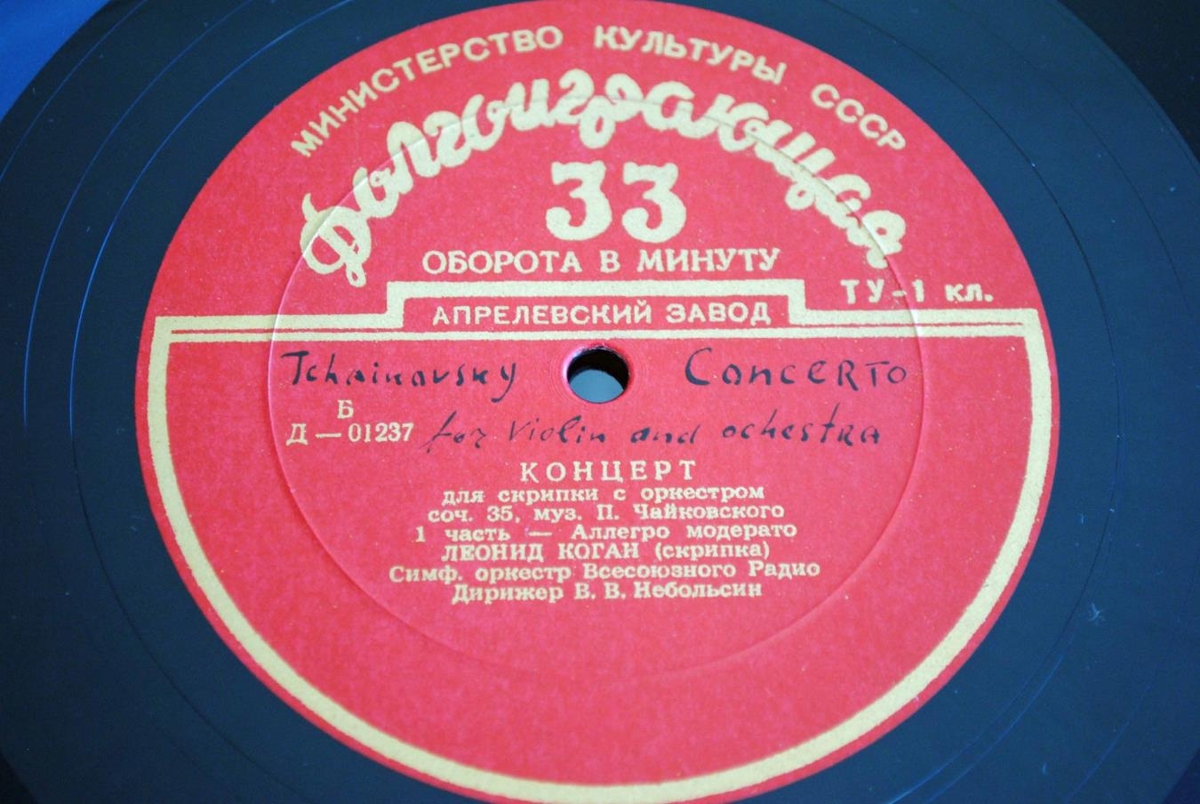 МИНИСТЕРСТВО КУЛЬТУРЫ СССР
Долгоиграющая
33
ОБОРОТА В МИНУТУ
ТУ-1 кл.
АПРЕЛЕВСКИЙ ЗАВОД
Tchaikovsky Concerto
Б
Д — 01237 for violin and ochestra
КОНЦЕРТ
для скрипки с оркестром
соч. 35, муз. П. Чайковского
1 часть — Аллегро модерато
ЛЕОНИД КОГАН (скрипка)
Симф. оркестр Всесоюзного Радио
Дирижер В. В. Небольсин